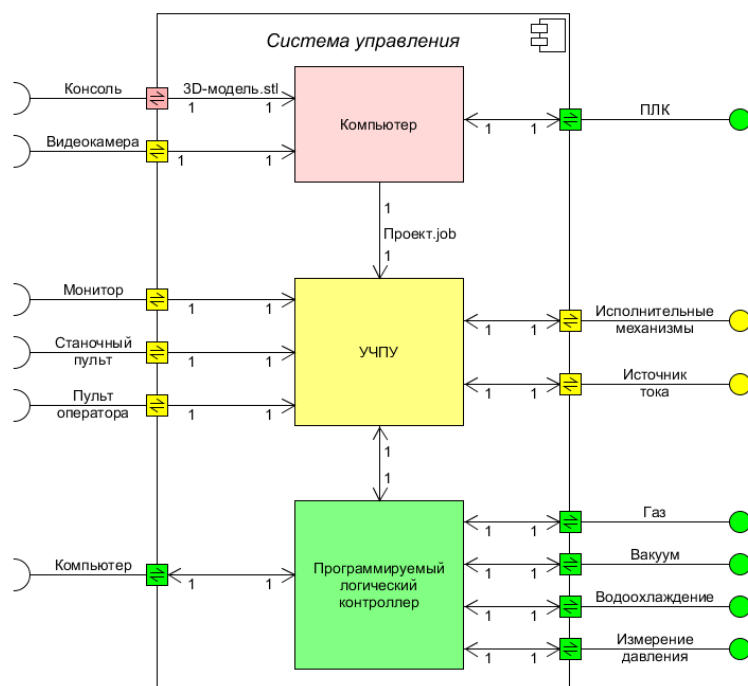 Система управления
Консоль
3D-модель.stl
1
1
Видеокамера
1
1
Компьютер
1
1
ПЛК
1
Проект.job
1
Монитор
1
1
Станочный
пульт
1
1
Пульт
оператора
1
1
УЧПУ
1
1
Исполнительные
механизмы
1
1
Источник
тока
1
1
Компьютер
1
1
Программируемый
логический
контроллер
1
1
Газ
1
1
Вакуум
1
1
Водоохлаждение
1
1
Измерение
давления